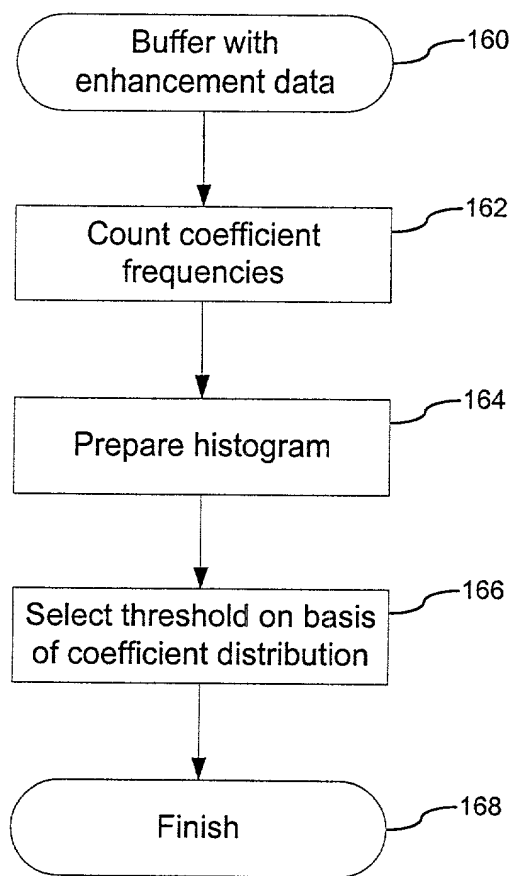 Buffer with
enhancement data
160
Count coefficient
frequencies
162
Prepare histogram
164
Select threshold on basis
of coefficient distribution
166
Finish
168